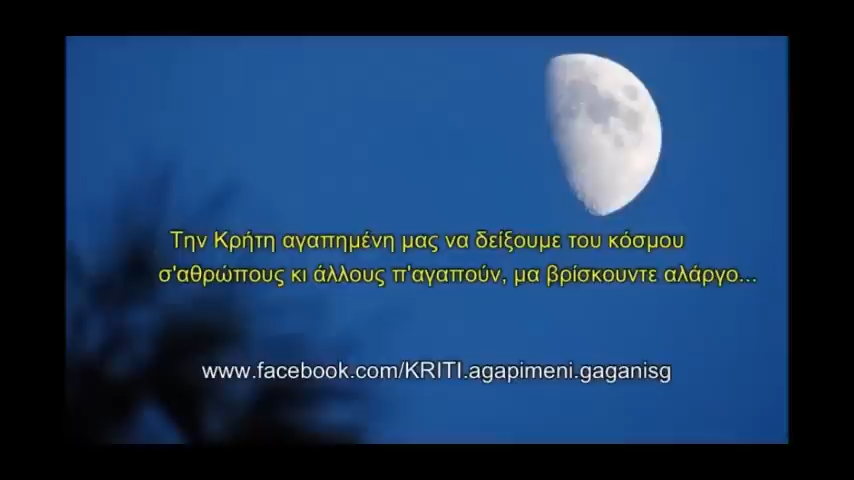 Την Κρήτη αγαπημένη μας να δείξουμε του κόσμου
σ'αθρώπους κι άλλους π'αγαπούν, μα βρίσκουντε αλάργο...
www.facebook.com/KRITI.agapimeni.gaganisg